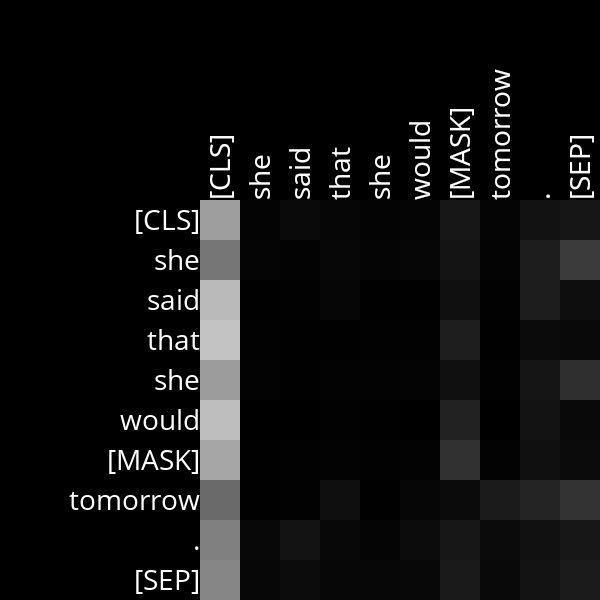 [CLS] she said that she would [MASK] tomorrow . [SEP]
[CLS]
she
said
that
she
would
[MASK]
tomorrow
.
[SEP]